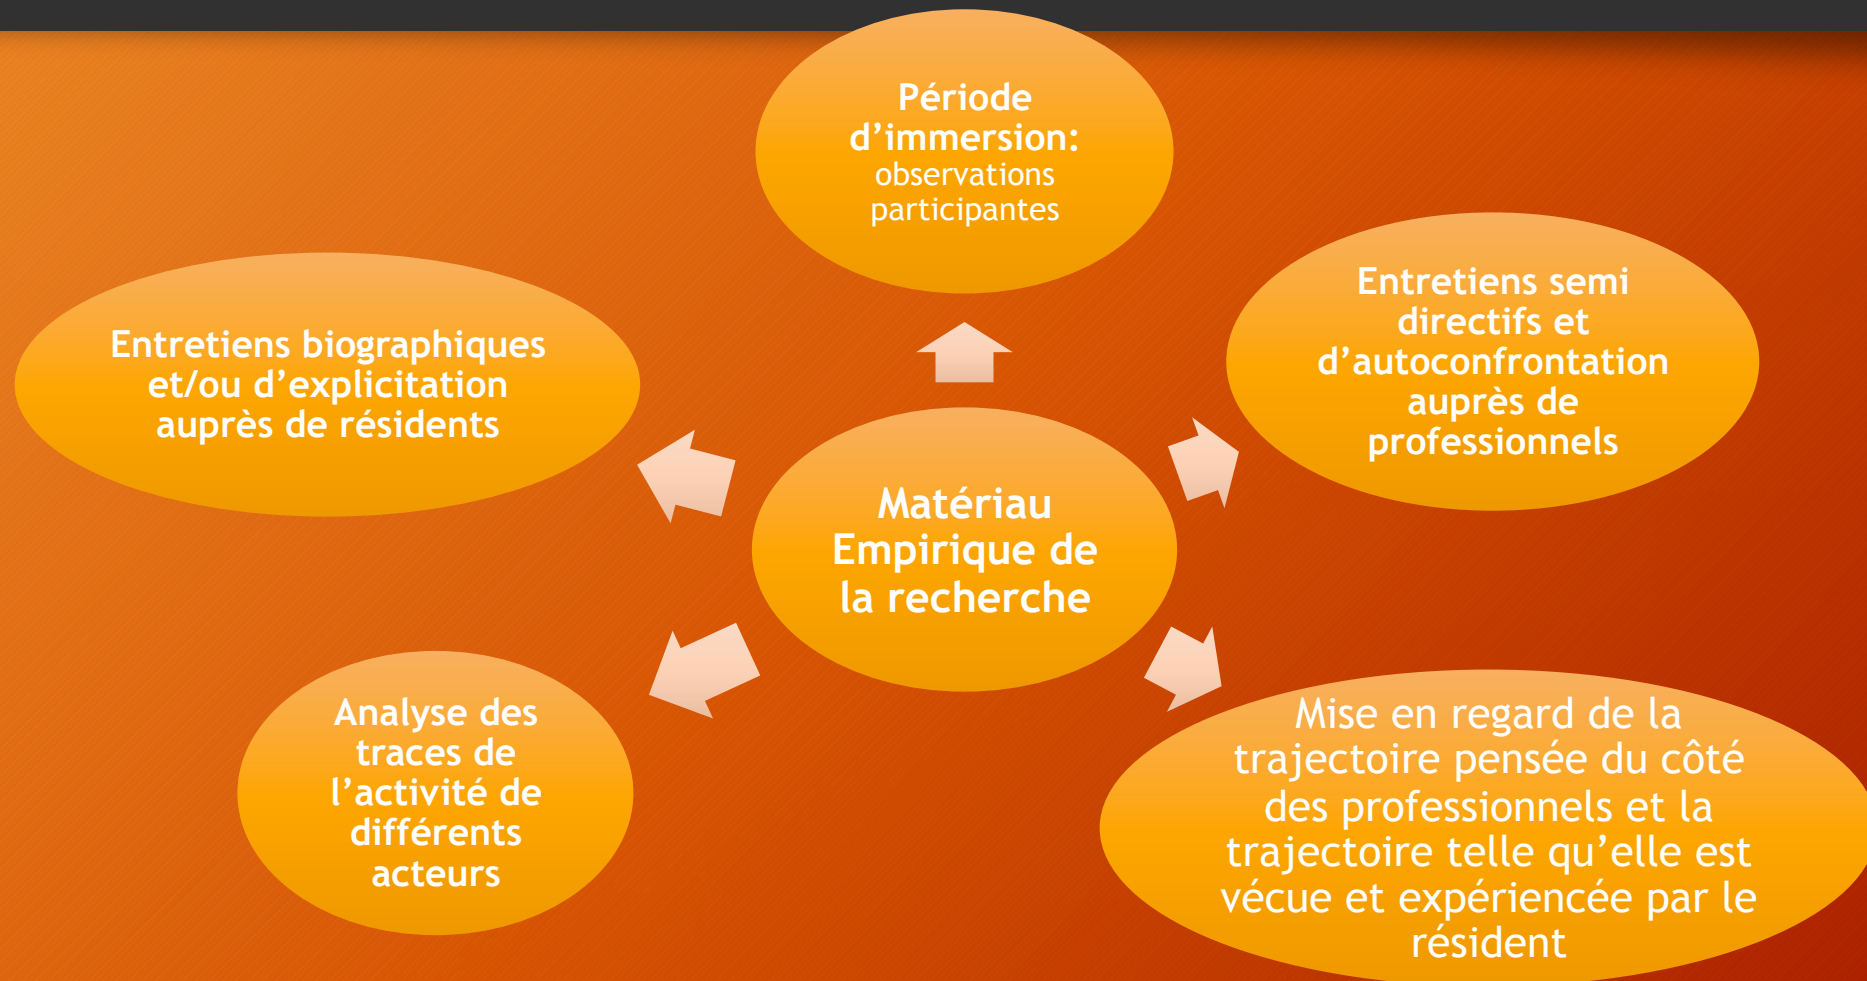 Période
d’immersion:
observations
participantes
Entretiens semi
directifs et
d’autoconfrontation
auprès de
professionnels
Mise en regard de la
trajectoire pensée du côté
des professionnels et la
trajectoire telle qu’elle est
vécue et expériencée par le
résident
Analyse des
traces de
l’activité de
différents
acteurs
Entretiens biographiques
et/ou d’explicitation
auprès de résidents
Matériau
Empirique de
la recherche